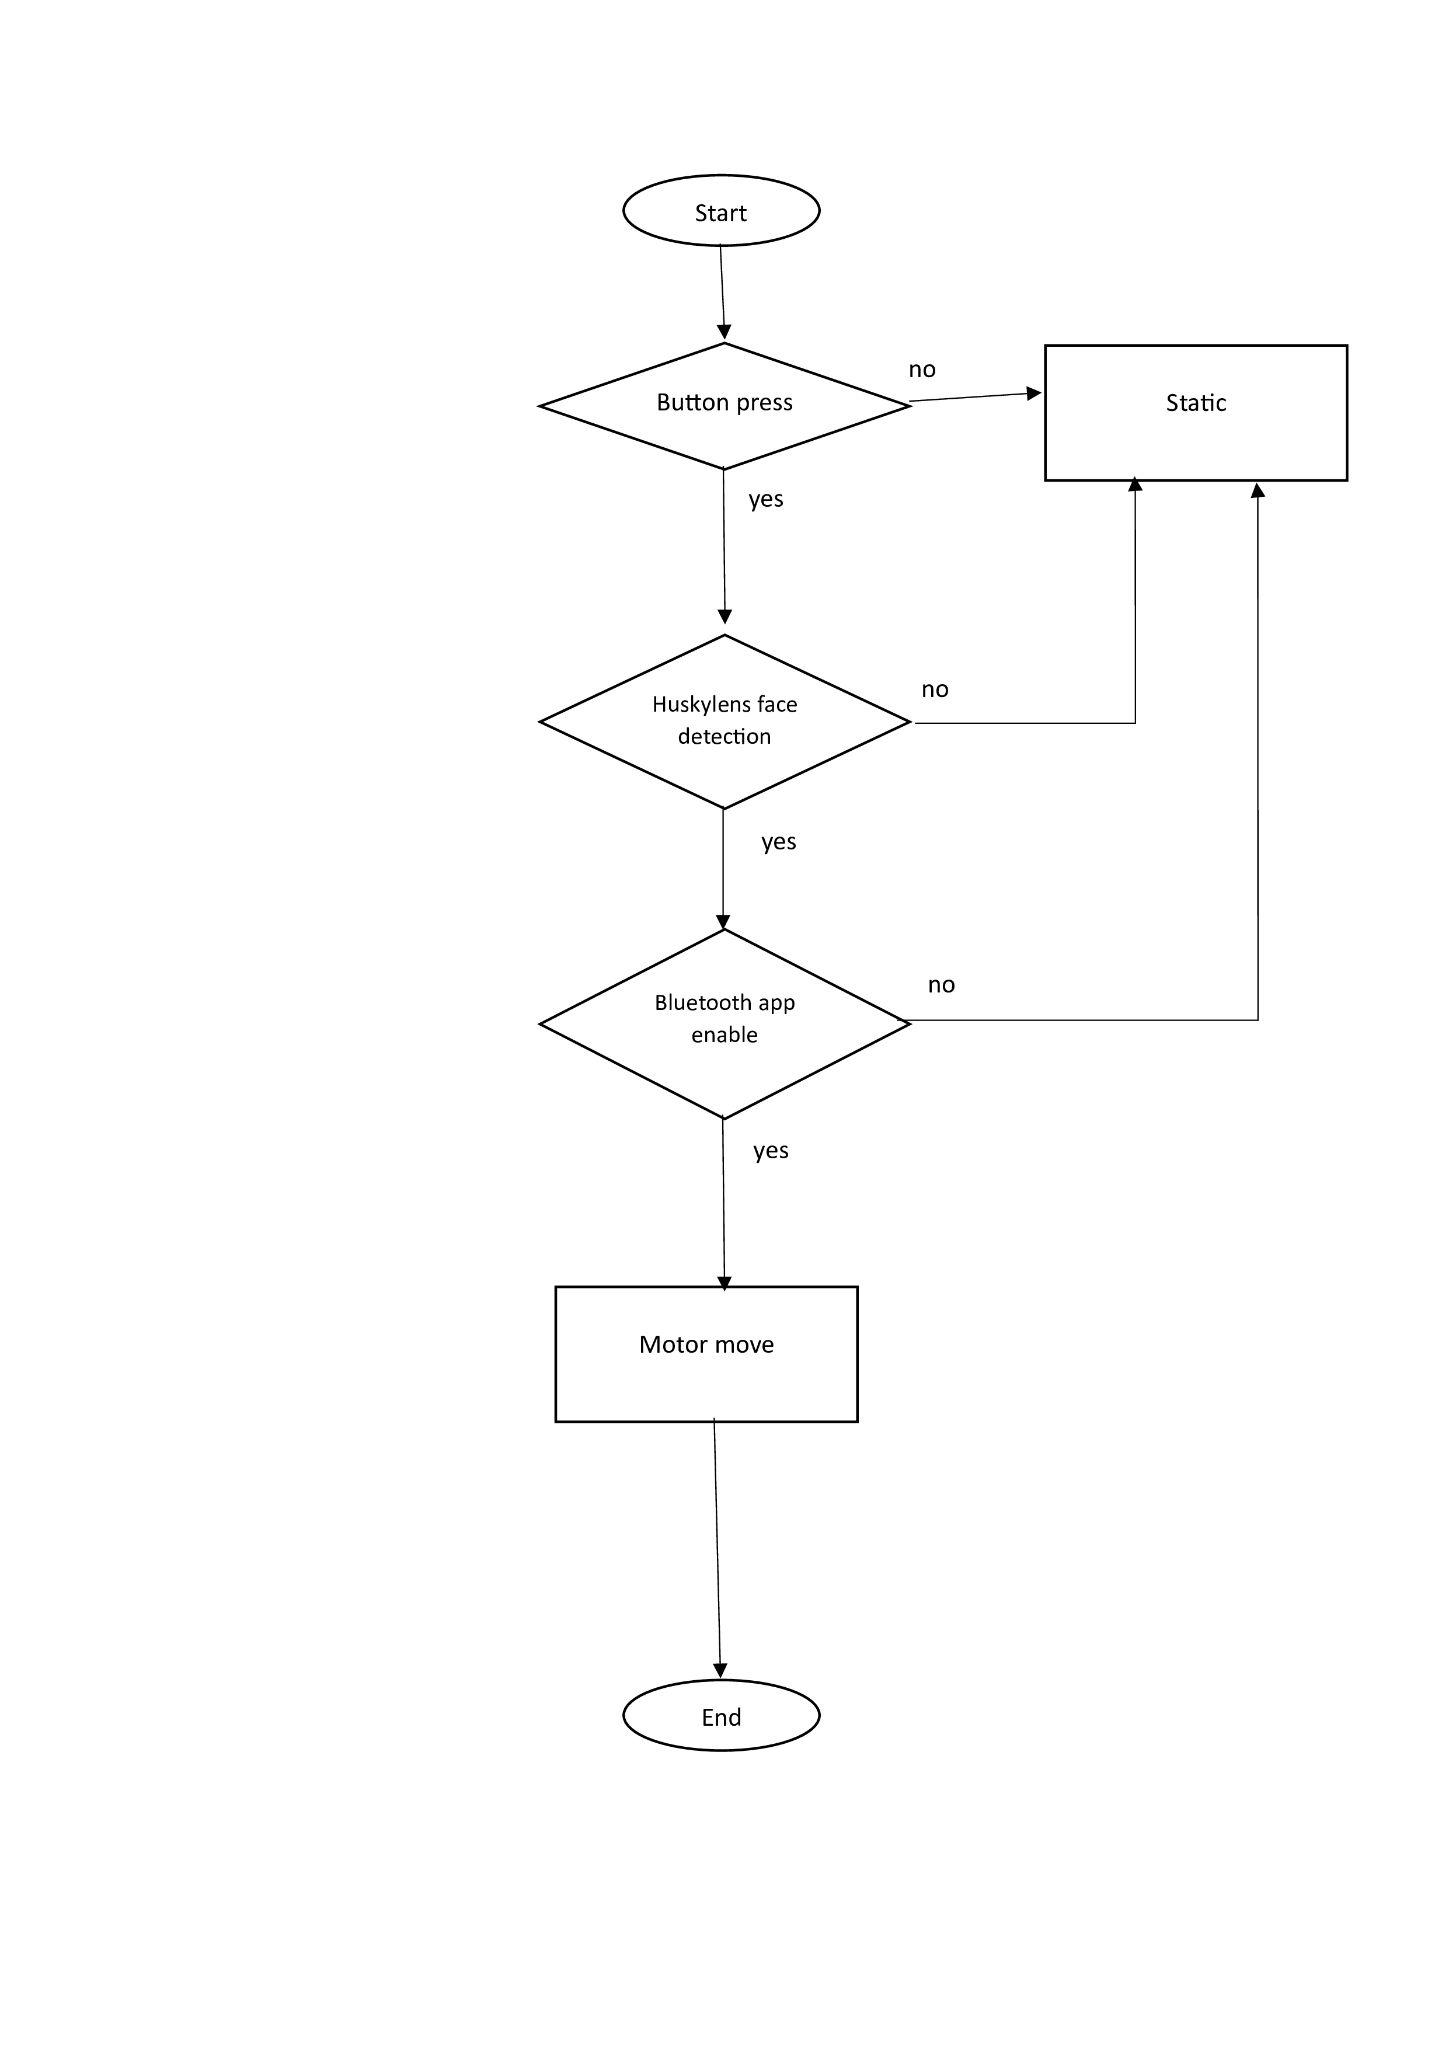 Start
no
Button press
Static
yes
no
Huskylens face
detection
yes
no
Bluetooth app
enable
yes
Motor move
End